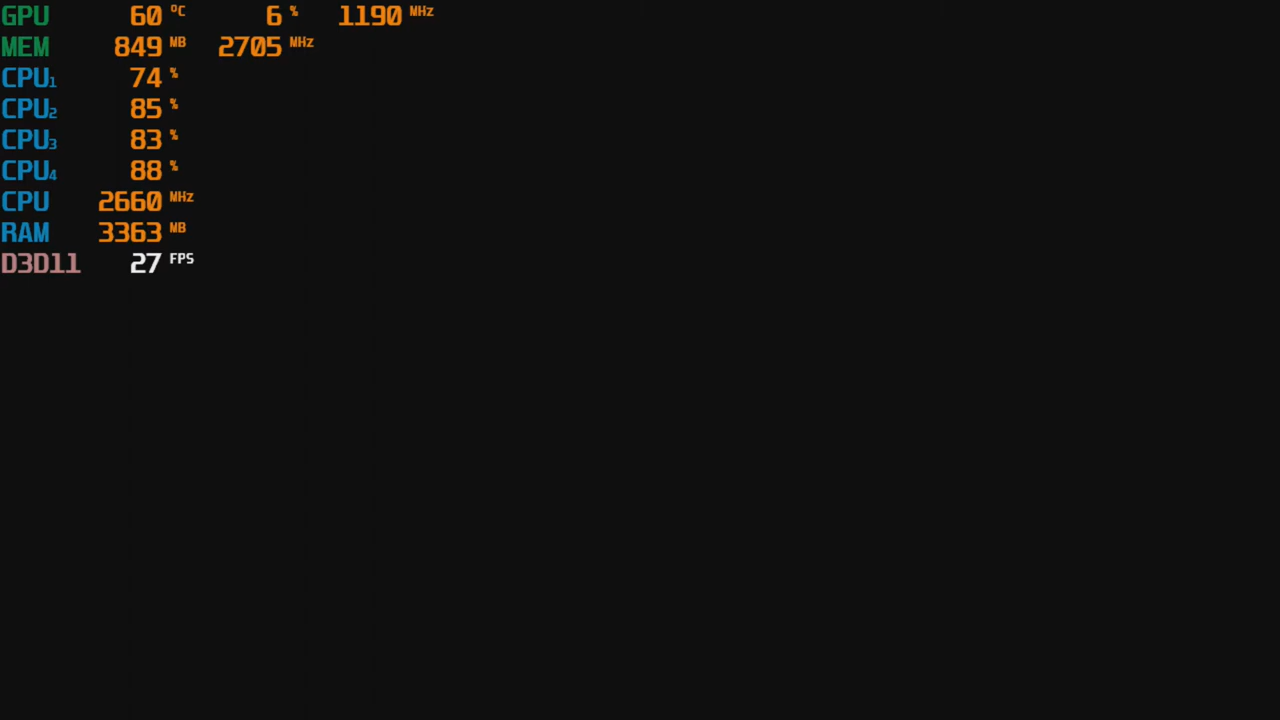 GPU 60 °C 6 % 1190 MHz
MEM 849 MB 2705 MHz
CPU1 74 %
CPU2 85 %
CPU3 83 %
CPU4 88 %
CPU 2660 MHz
RAM 3363 MB
D3D11 27 FPS